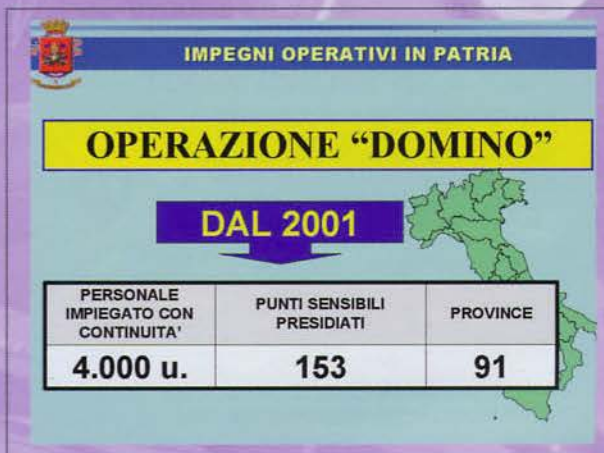 IMPEGNI OPERATIVI IN PATRIA
OPERAZIONE “DOMINO”
DAL 2001
PERSONALE
IMPIEGATO CON
CONTINUITA'
PUNTI SENSIBILI
PRESIDIATI
PROVINCE
4.000 u.
153
91